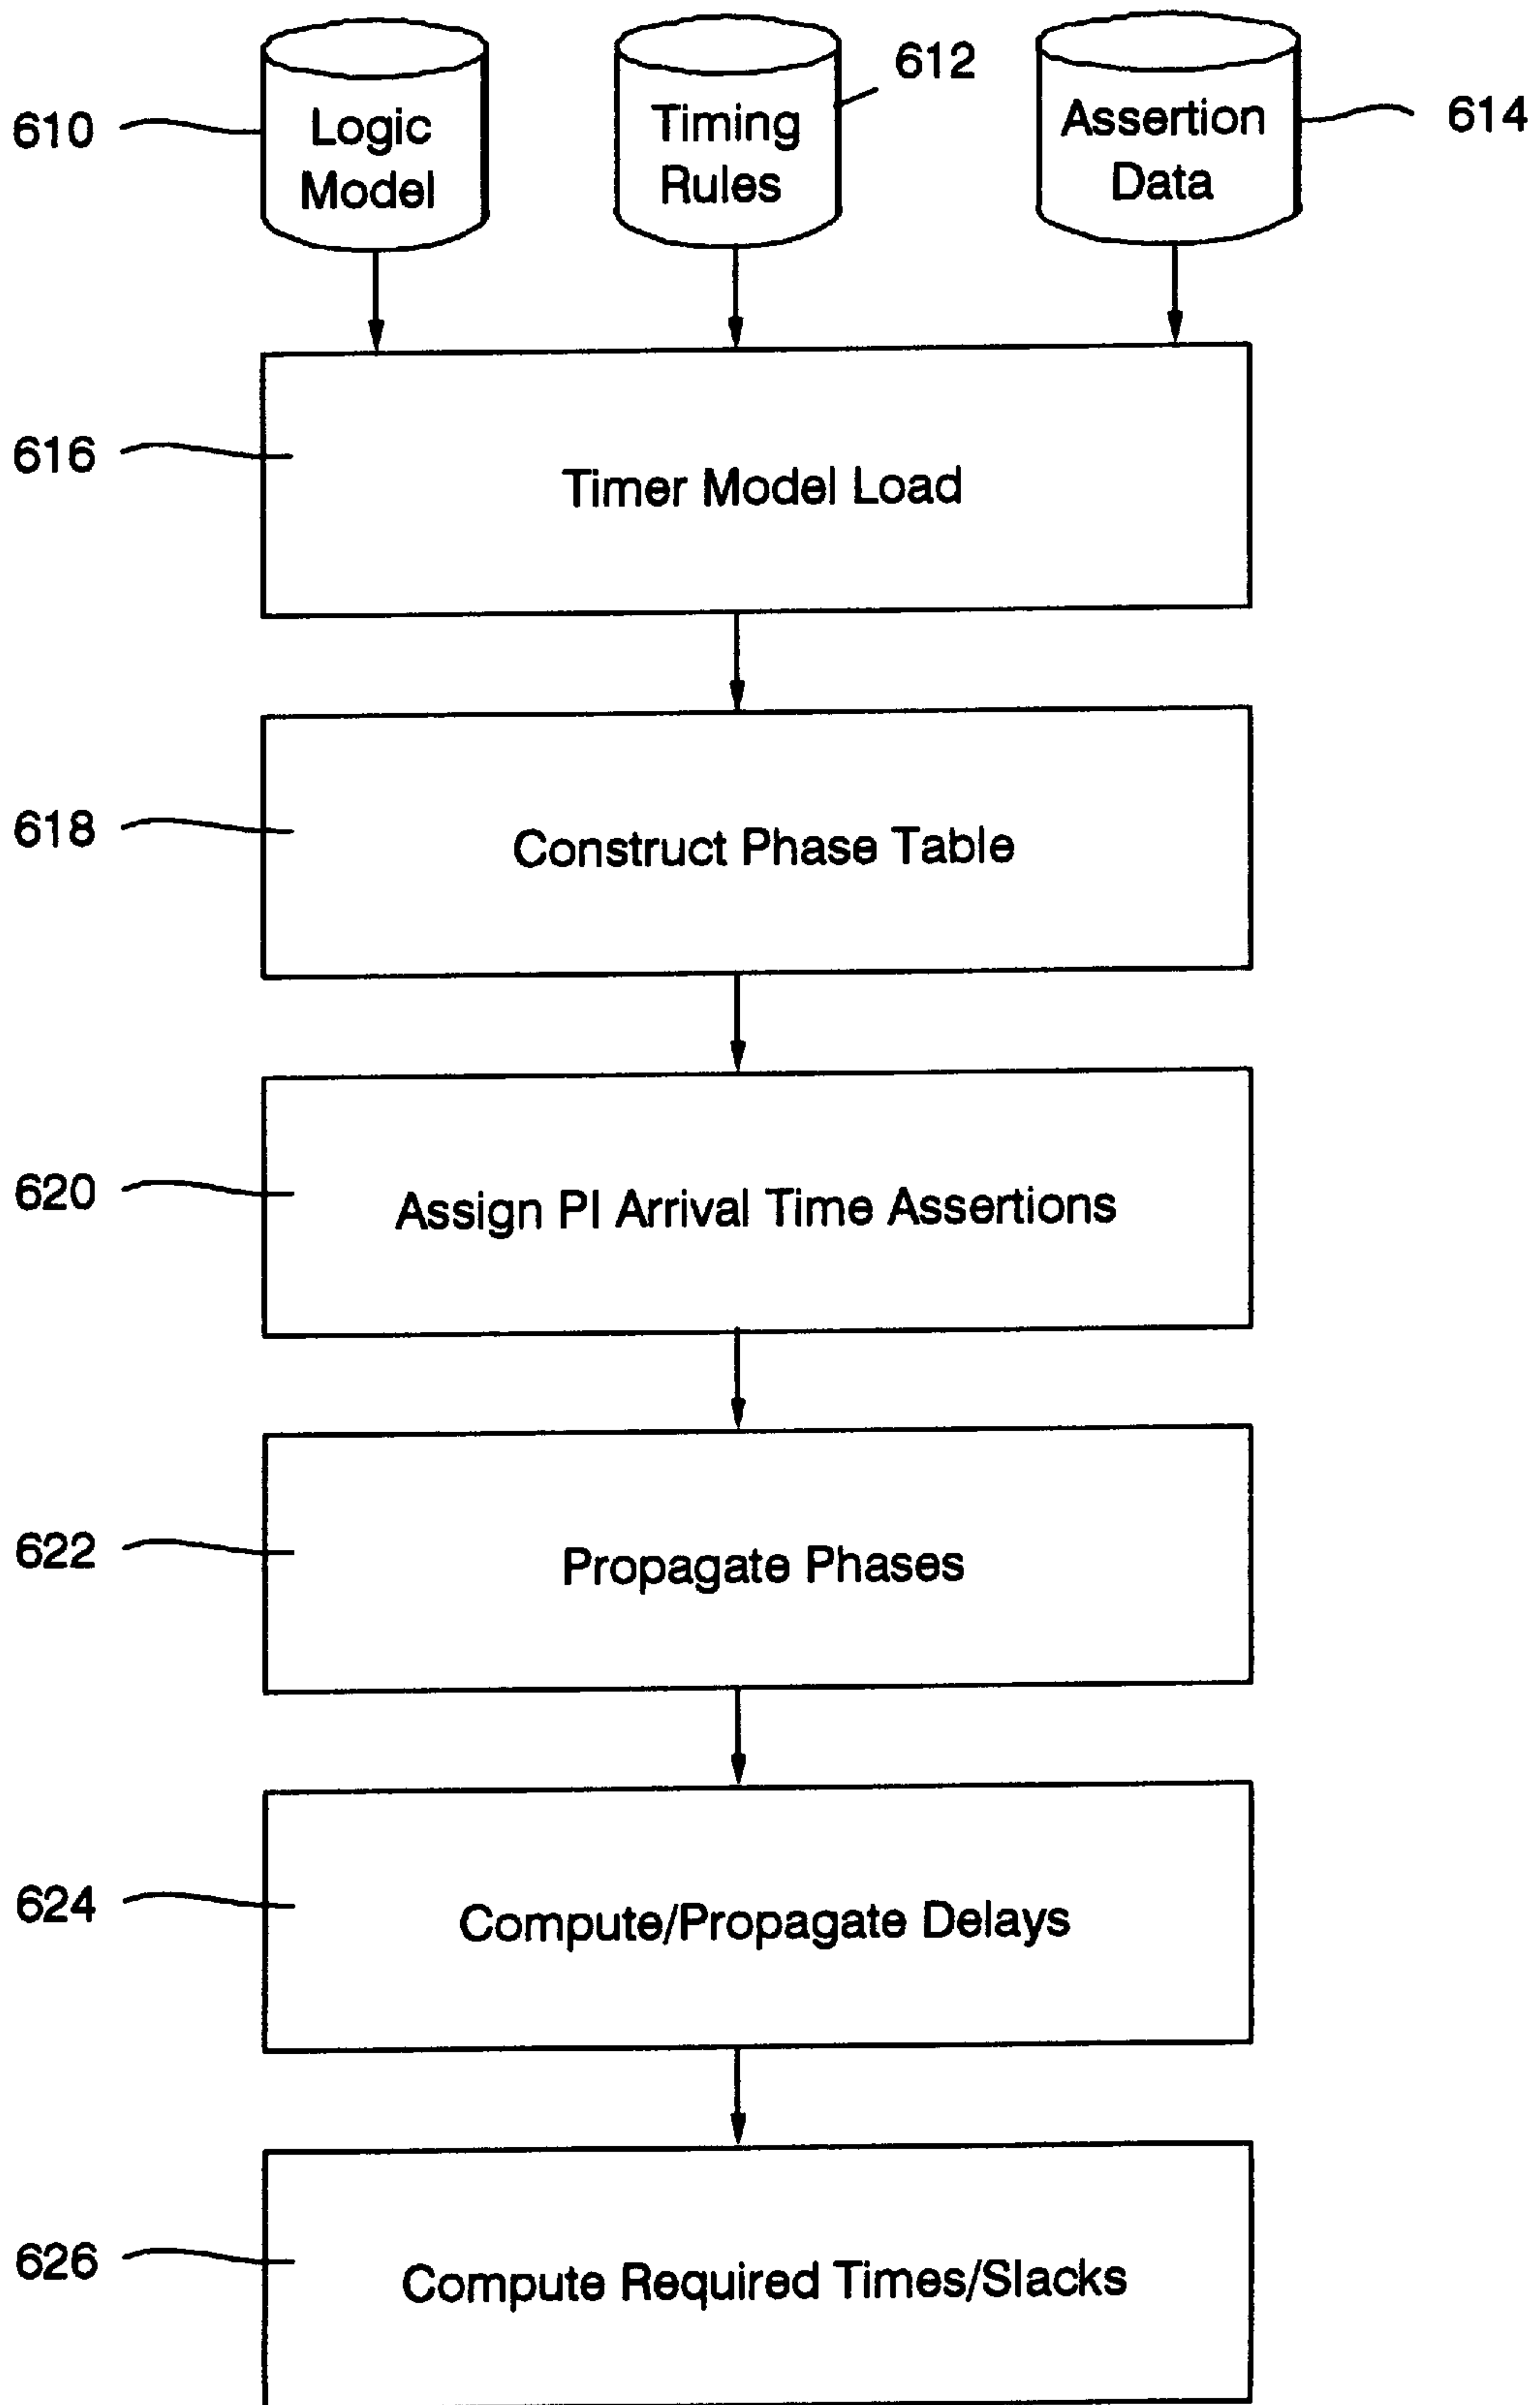 610
Logic
Model
Timing
Rules
612
Assertion
Data
614
616
Timer Model Load
618
Construct Phase Table
620
Assign PI Arrival Time Assertions
622
Propagate Phases
624
Compute/Propagate Delays
626
Compute Required Times/Slacks